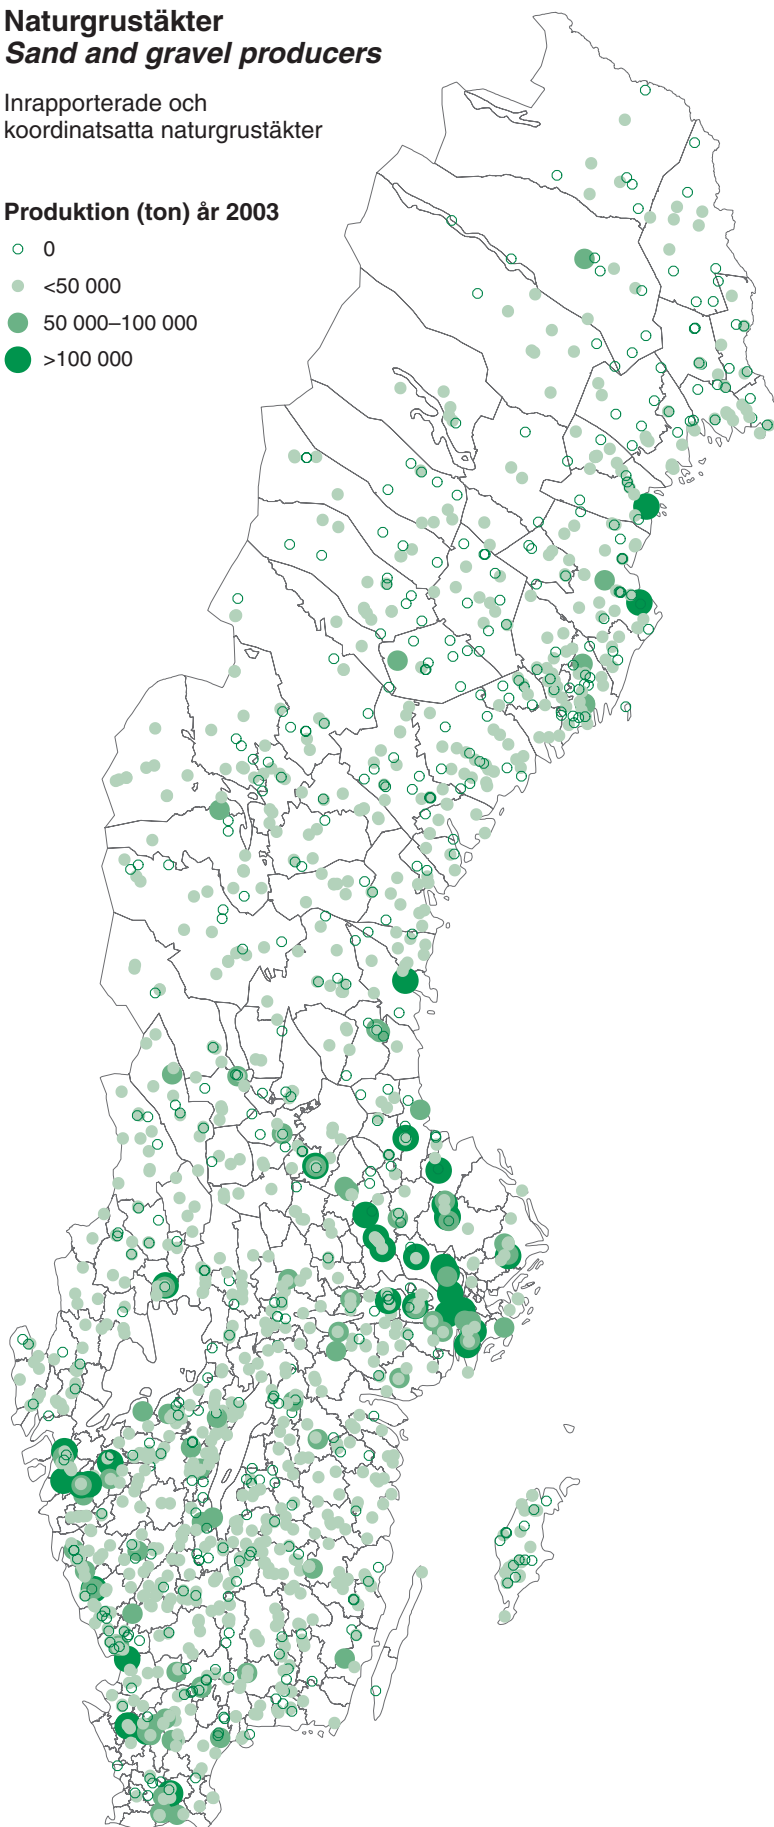 Naturgrustäkter
Sand and gravel producers
Inrapporterade och
koordinatsatta naturgrustäkter
Produktion (ton) år 2003
0
<50 000
50 000–100 000
>100 000